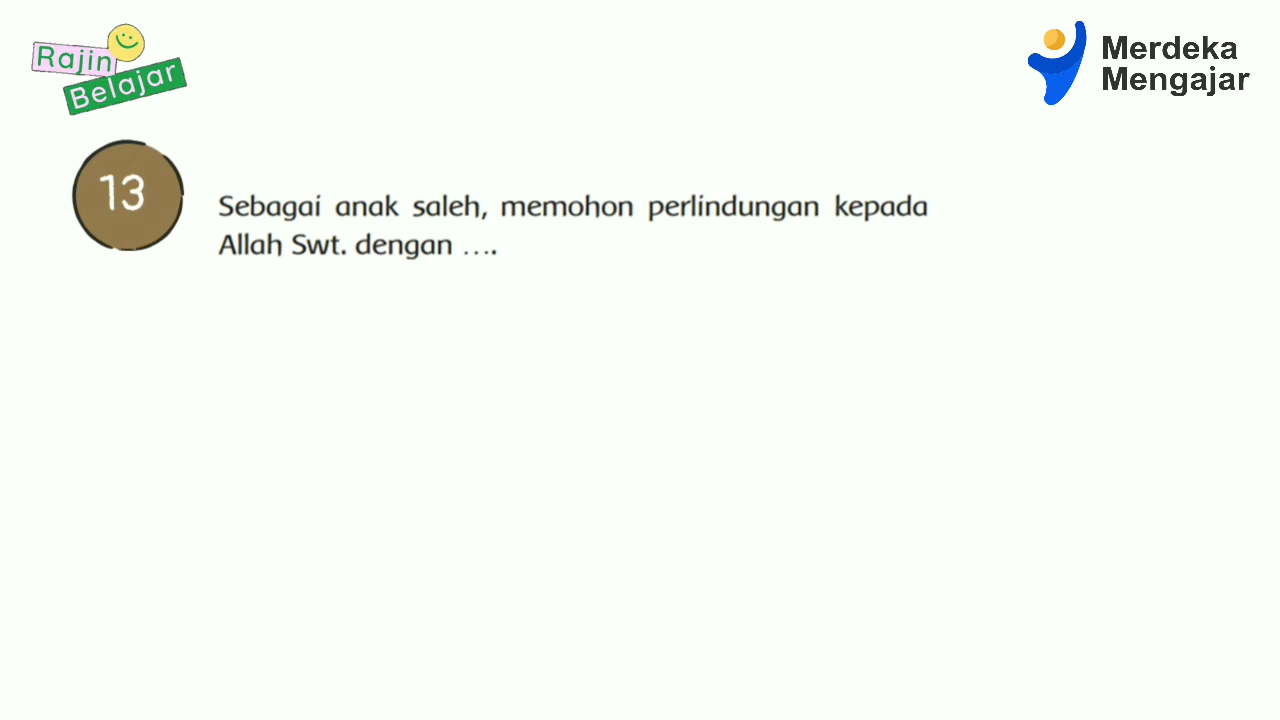 Rajin
Belajar
Merdeka
Mengajar
13
Sebagai anak saleh, memohon perlindungan kepada
Allah Swt. dengan ….